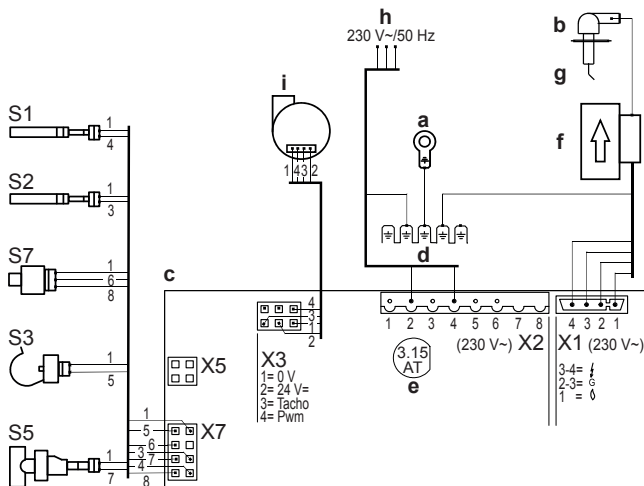 h
230 V~/50 Hz
b
g
i
a
f
1 4 3 2
S1
1
4
S2
1
3
S7
1
6
8
S3
1
5
S5
1
7
c
d
4
3
1
2
X3
1= 0 V
2= 24 V=
3= Tacho
4= Pwm
X5
X7
1
5
6
3
7
4
8
1 2 3 4 5 6 7 8
(230 V~) X2
3.15
AT
e
4 3 2 1
X1 (230 V~)
3-4=
2-3= G
1 =